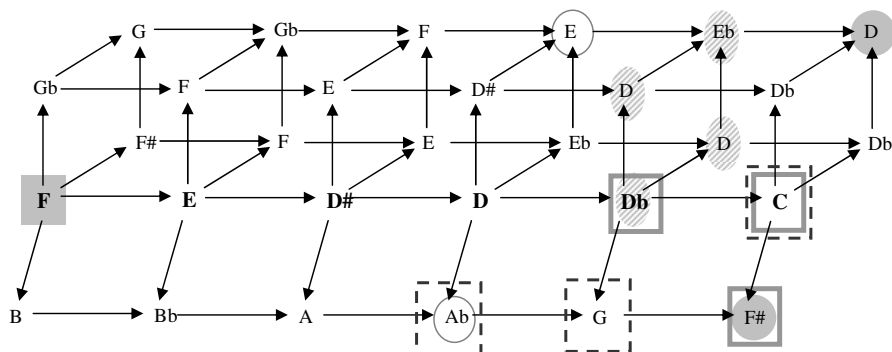 G Gb F E Eb D
Gb F E D# D Db
F# F E Eb D Db
F E D# D Db C
B Bb A Ab G F#